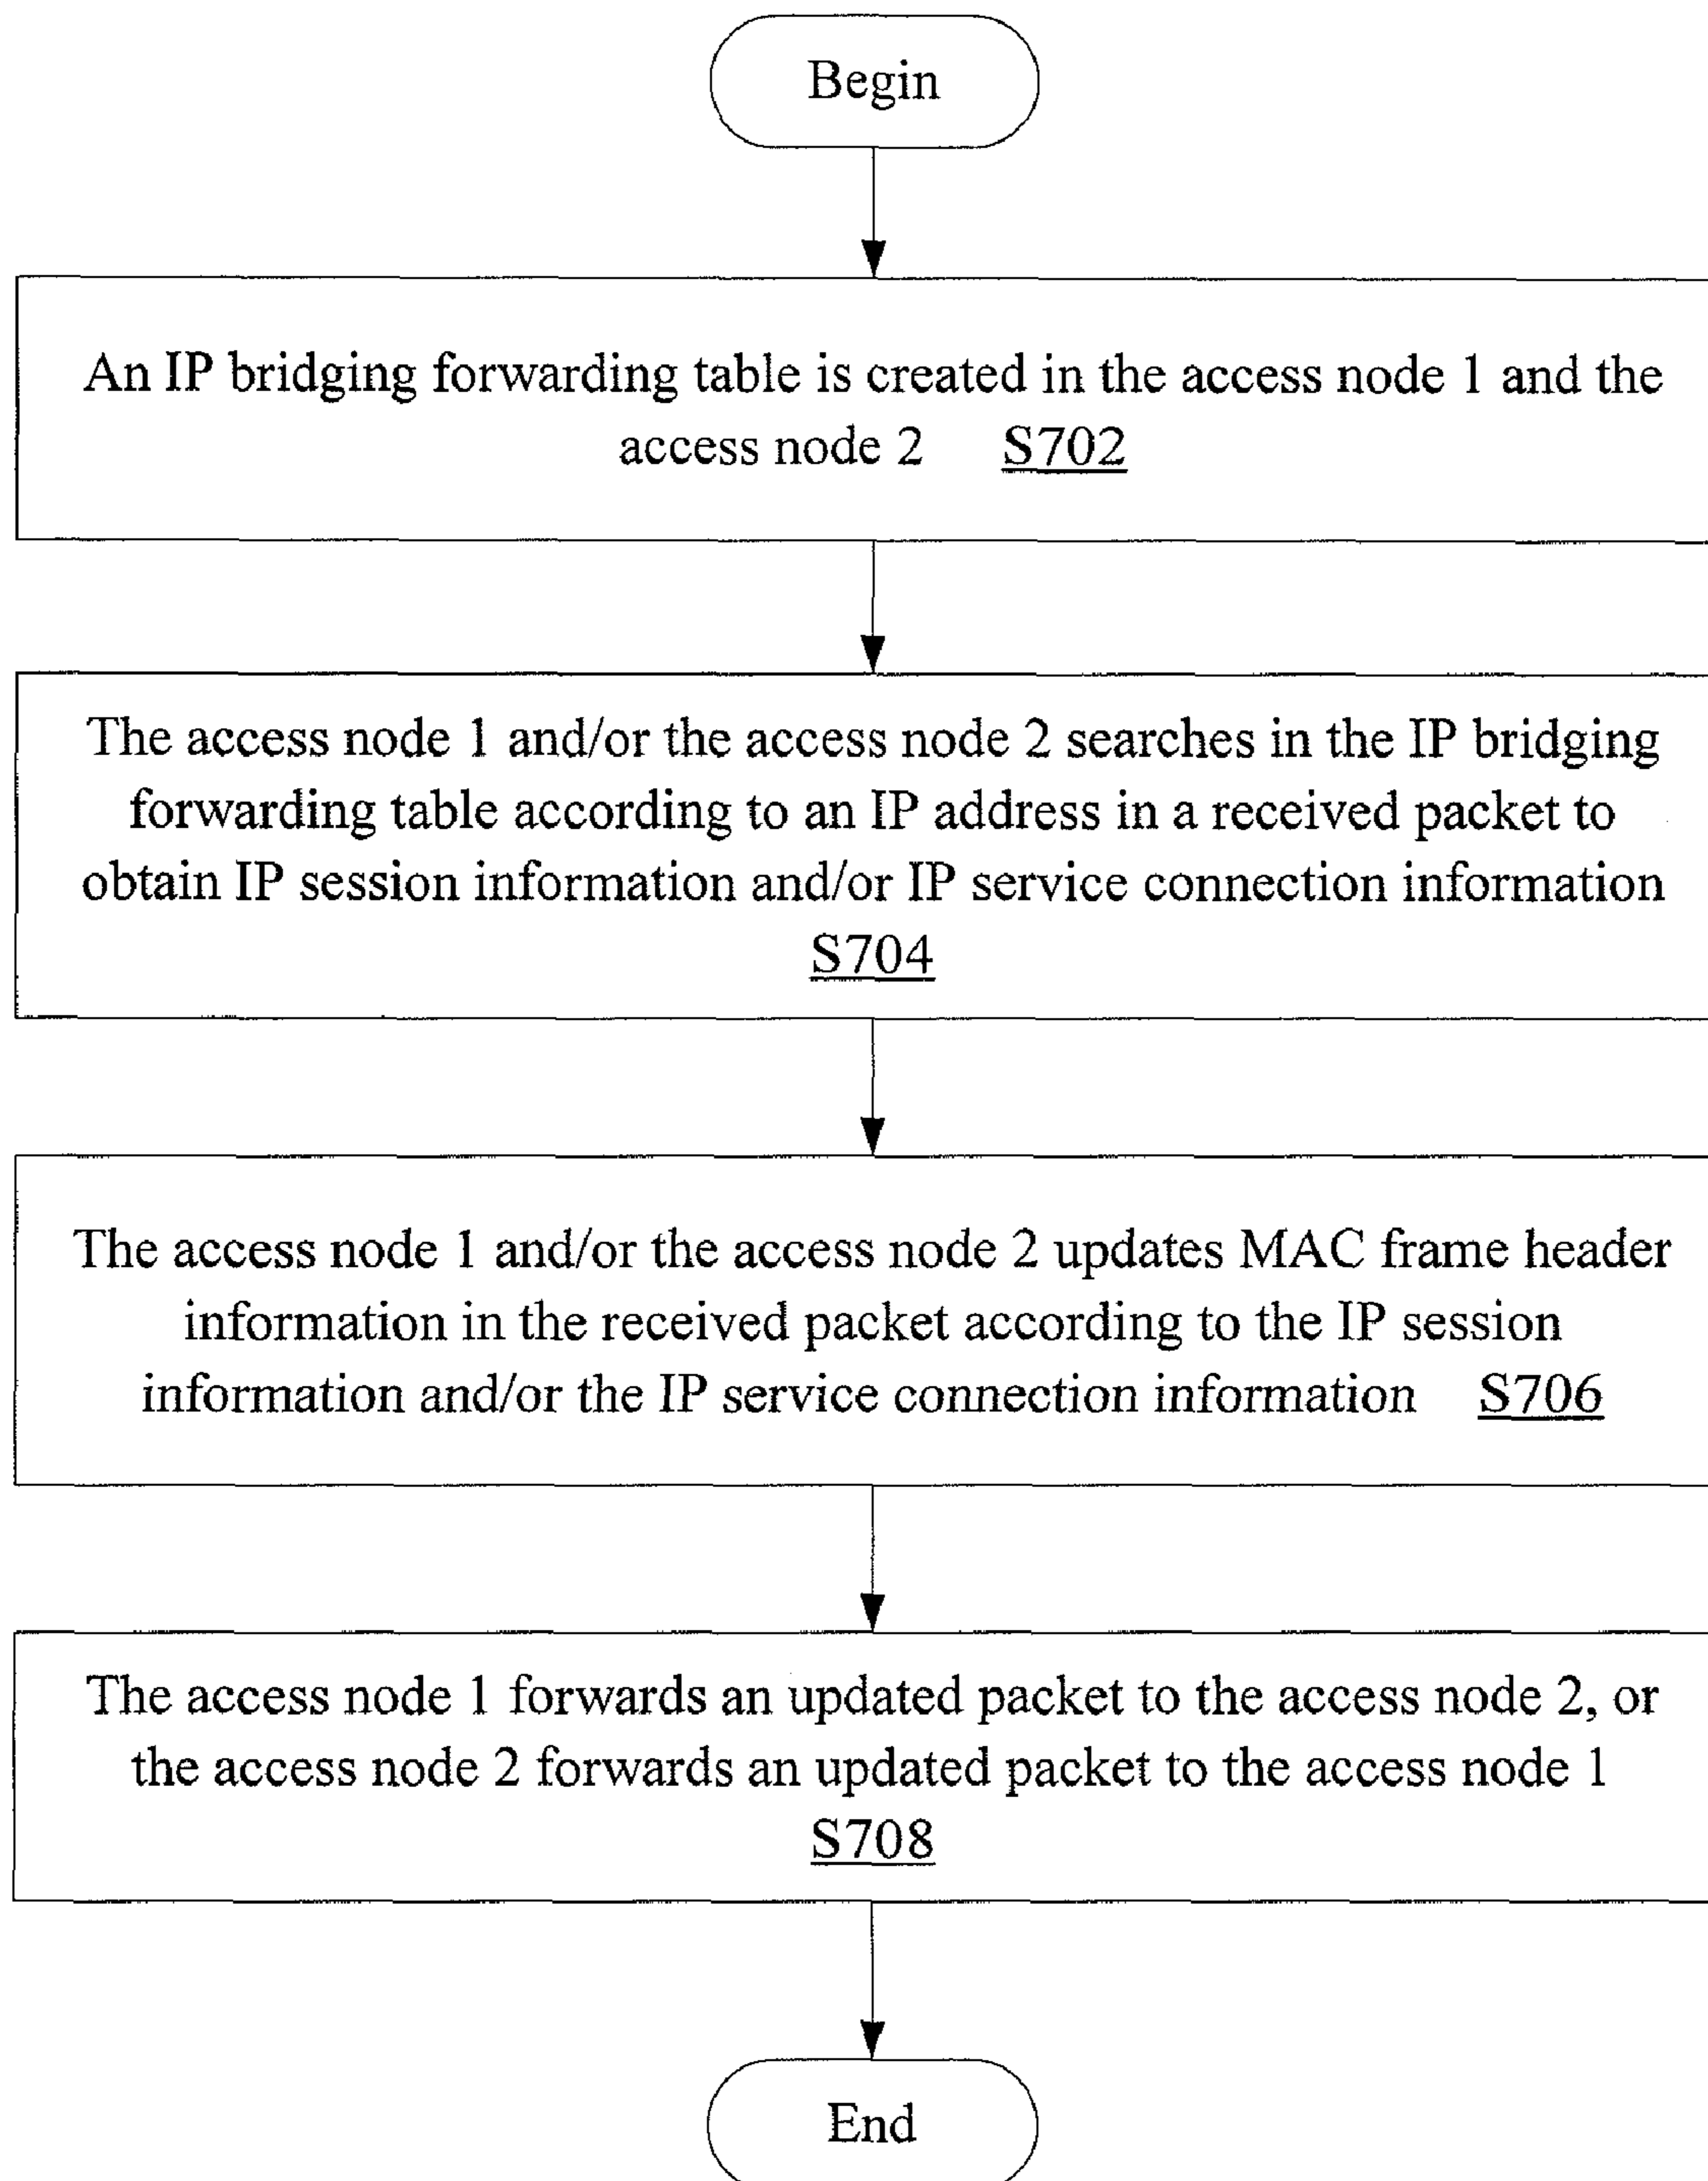 Begin
An IP bridging forwarding table is created in the access node 1 and the
access node 2 S702
The access node 1 and/or the access node 2 searches in the IP bridging
forwarding table according to an IP address in a received packet to
obtain IP session information and/or IP service connection information
S704
The access node 1 and/or the access node 2 updates MAC frame header
information in the received packet according to the IP session
information and/or the IP service connection information S706
The access node 1 forwards an updated packet to the access node 2, or
the access node 2 forwards an updated packet to the access node 1
S708
End